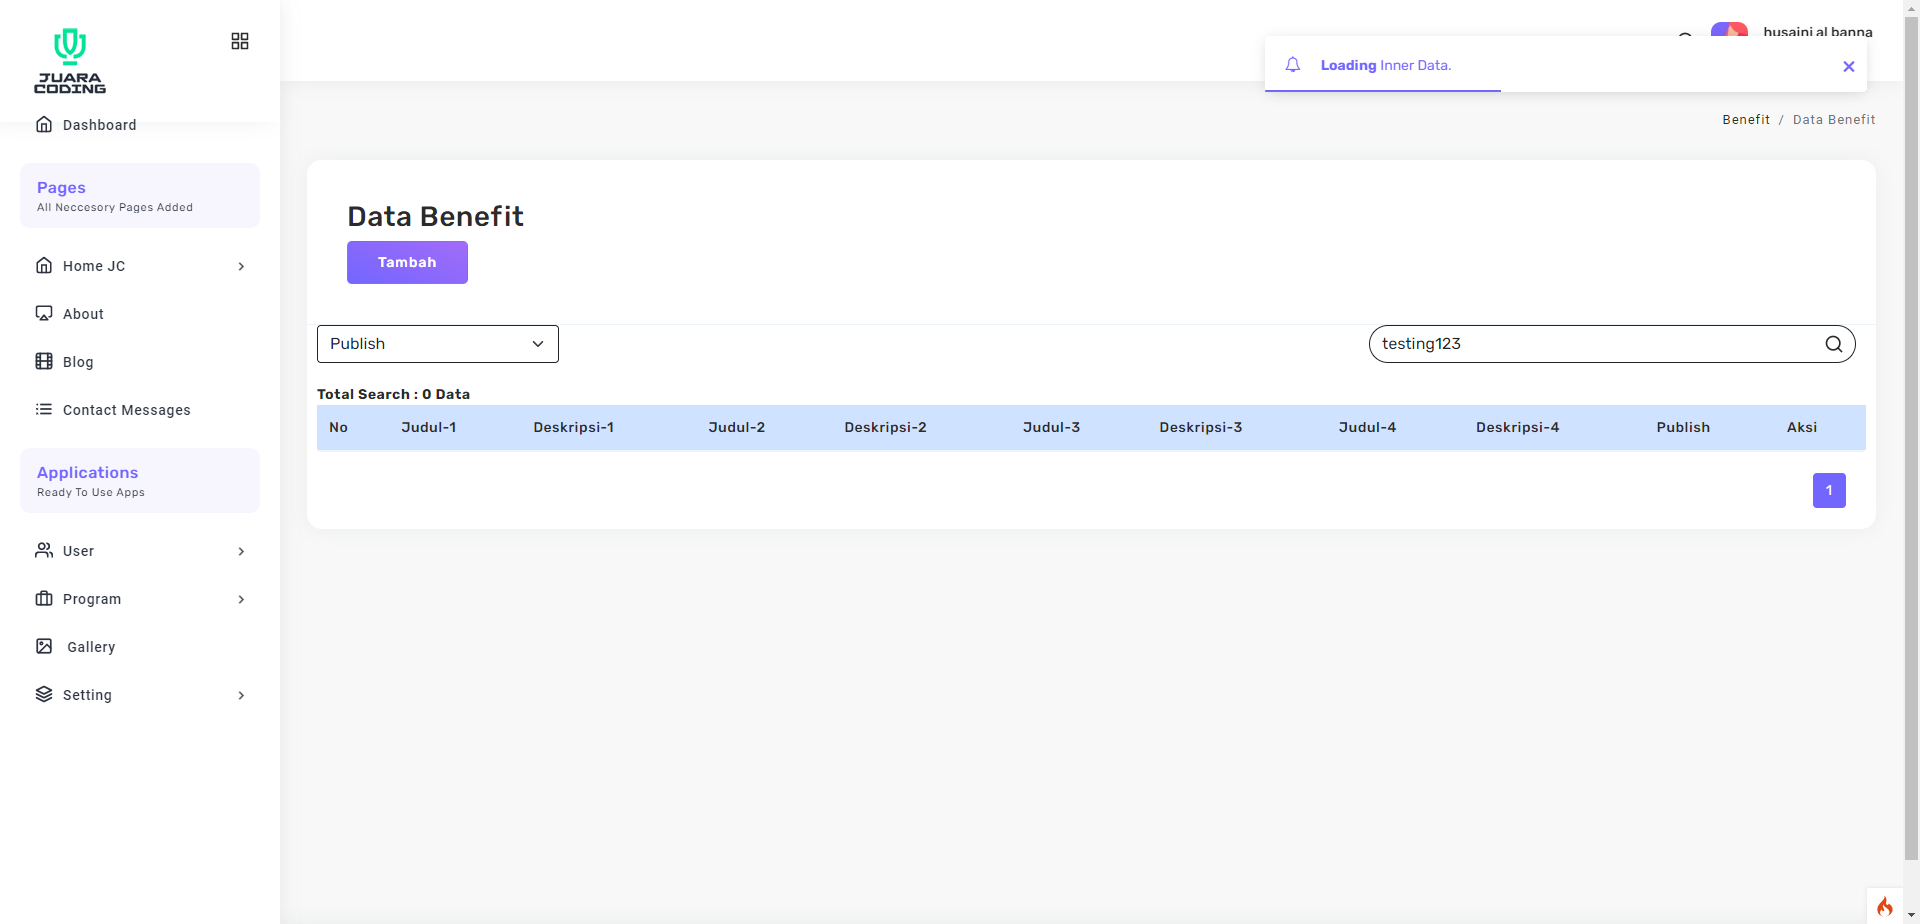 JUARA
CODING
husaini al banna
Loading Inner Data.
Dashboard
Benefit / Data Benefit
Pages
All Neccesory Pages Added
Data Benefit
Tambah
Home JC
About
Publish
testing123
Blog
Total Search : 0 Data
Contact Messages
No Judul-1 Deskripsi-1 Judul-2 Deskripsi-2 Judul-3 Deskripsi-3 Judul-4 Deskripsi-4 Publish Aksi
Applications
Ready To Use Apps
1
User
Program
Gallery
Setting